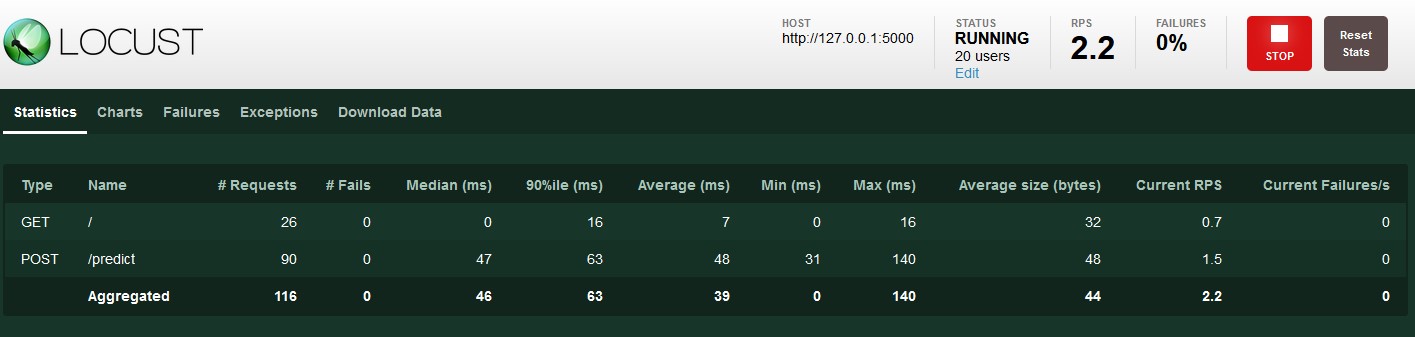 LOCUST
HOST
http://127.0.0.1:5000
STATUS
RUNNING
20 users
Edit
RPS
2.2
FAILURES
0%
STOP
Reset
Stats
Statistics Charts Failures Exceptions Download Data
Type Name # Requests # Fails Median (ms) 90%ile (ms) Average (ms) Min (ms) Max (ms) Average size (bytes) Current RPS Current Failures/s
GET / 26 0 0 16 7 0 16 32 0.7 0
POST /predict 90 0 47 63 48 31 140 48 1.5 0
Aggregated 116 0 46 63 39 0 140 44 2.2 0